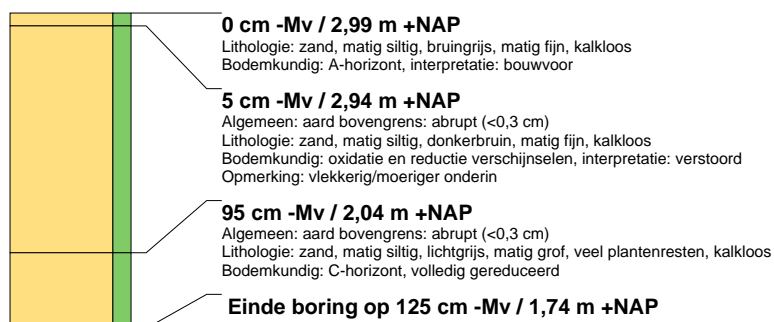 0 cm -Mv / 2,99 m +NAP
Lithologie: zand, matig siltig, bruingrijs, matig fijn, kalkloos
Bodemkundig: A-horizont, interpretatie: bouwvoor
5 cm -Mv / 2,94 m +NAP
Algemeen: aard bovengrens: abrupt (<0,3 cm)
Lithologie: zand, matig siltig, donkerbruin, matig fijn, kalkloos
Bodemkundig: oxidatie en reductie verschijnselen, interpretatie: verstoord
Opmerking: vlekkerig/moeriger onderin
95 cm -Mv / 2,04 m +NAP
Algemeen: aard bovengrens: abrupt (<0,3 cm)
Lithologie: zand, matig siltig, lichtgrijs, matig grof, veel plantenresten, kalkloos
Bodemkundig: C-horizont, volledig gereduceerd
Einde boring op 125 cm -Mv / 1,74 m +NAP